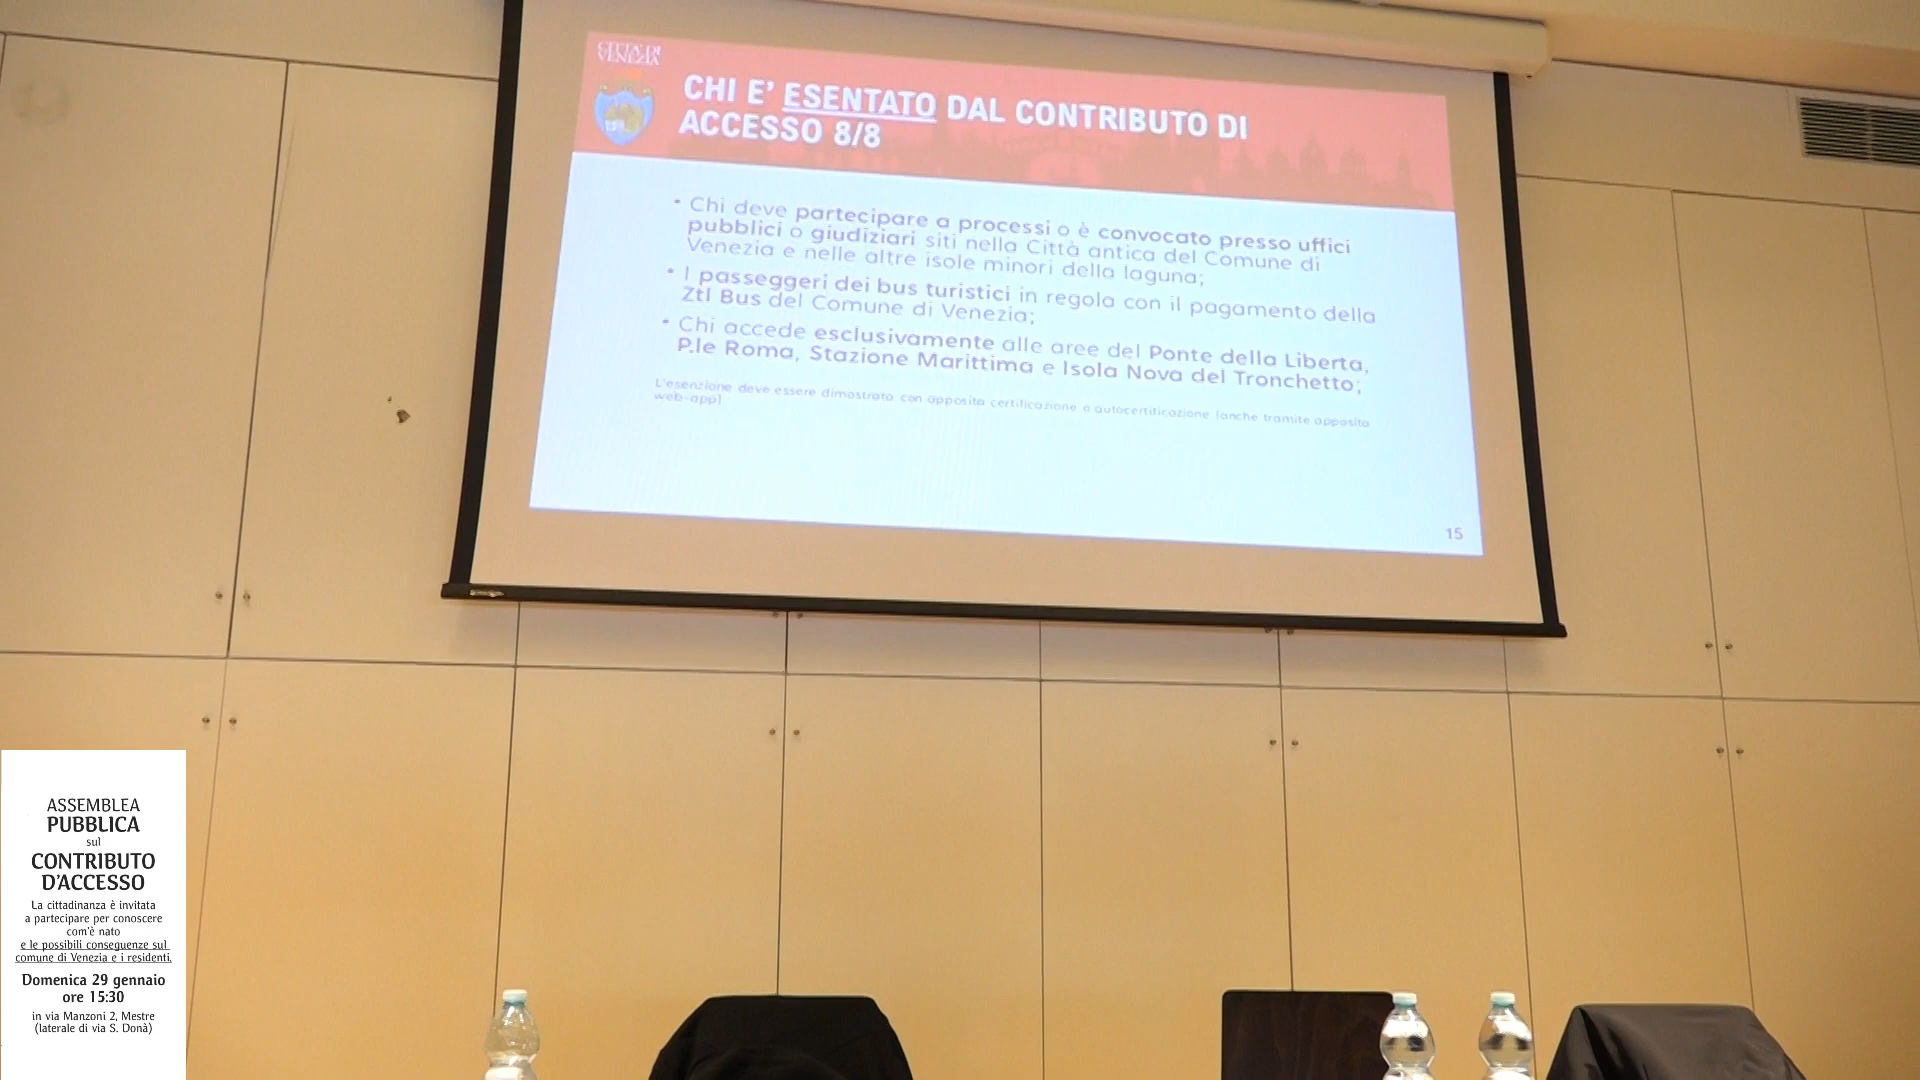 CITTA' DI
VENEZIA
CHI E' ESENTATO DAL CONTRIBUTO DI
ACCESSO 8/8
• Chi deve partecipare a processi o è convocato presso uffici
pubblici o giudiziari siti nella Città antica del Comune di
Venezia e nelle altre isole minori della laguna;
• I passeggeri dei bus turistici in regola con il pagamento della
Ztl Bus del Comune di Venezia;
• Chi accede esclusivamente alle aree del Ponte della Liberta,
P.le Roma, Stazione Marittima e Isola Nova del Tronchetto;
L'esenzione deve essere dimostrata con apposita certificazione o autocertificazione (anche tramite apposita
web-app)
15
ASSEMBLEA
PUBBLICA
sul
CONTRIBUTO
D'ACCESSO
La cittadinanza è invitata
a partecipare per conoscere
com'è nato
e le possibili conseguenze sul
comune di Venezia e i residenti.
Domenica 29 gennaio
ore 15:30
in via Manzoni 2, Mestre
(laterale di via S. Donà)